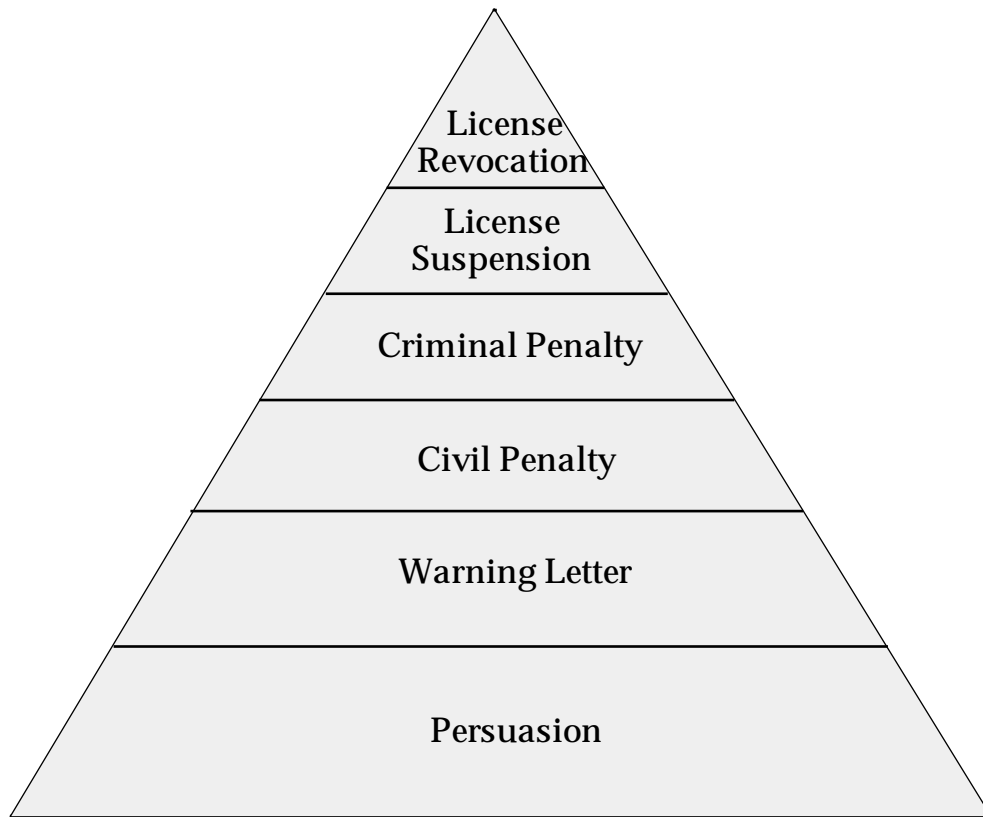 License
Revocation
License
Suspension
Criminal Penalty
Civil Penalty
Warning Letter
Persuasion